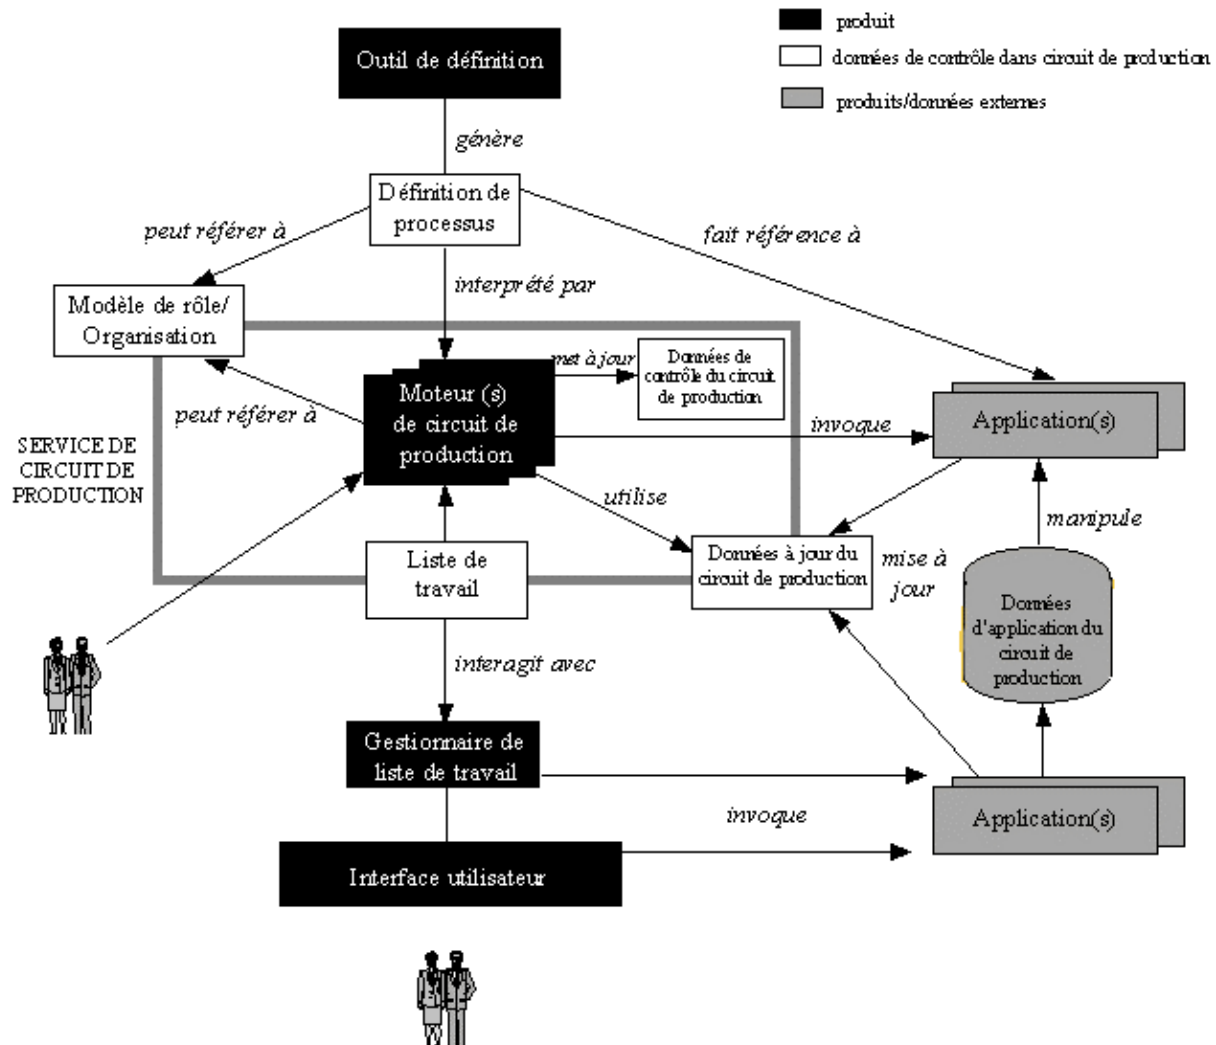 produit
données de contrôle dans circuit de production
produits/données externes
Outil de définition
génère
Définition de
processus
peut référer à
fait référence à
interprété par
Modèle de rôle/
Organisation
met à jour
Données de
contrôle du circuit
de production
Moteur (s)
de circuit de
production
peut référer à
invoque
Application(s)
SERVICE DE
CIRCUIT DE
PRODUCTION
utilise
manipule
Liste de
travail
Données à jour du
circuit de production
mise à
jour
Données
d'application du
circuit de
production
interagit avec
Gestionnaire de
liste de travail
invoque
Application(s)
Interface utilisateur